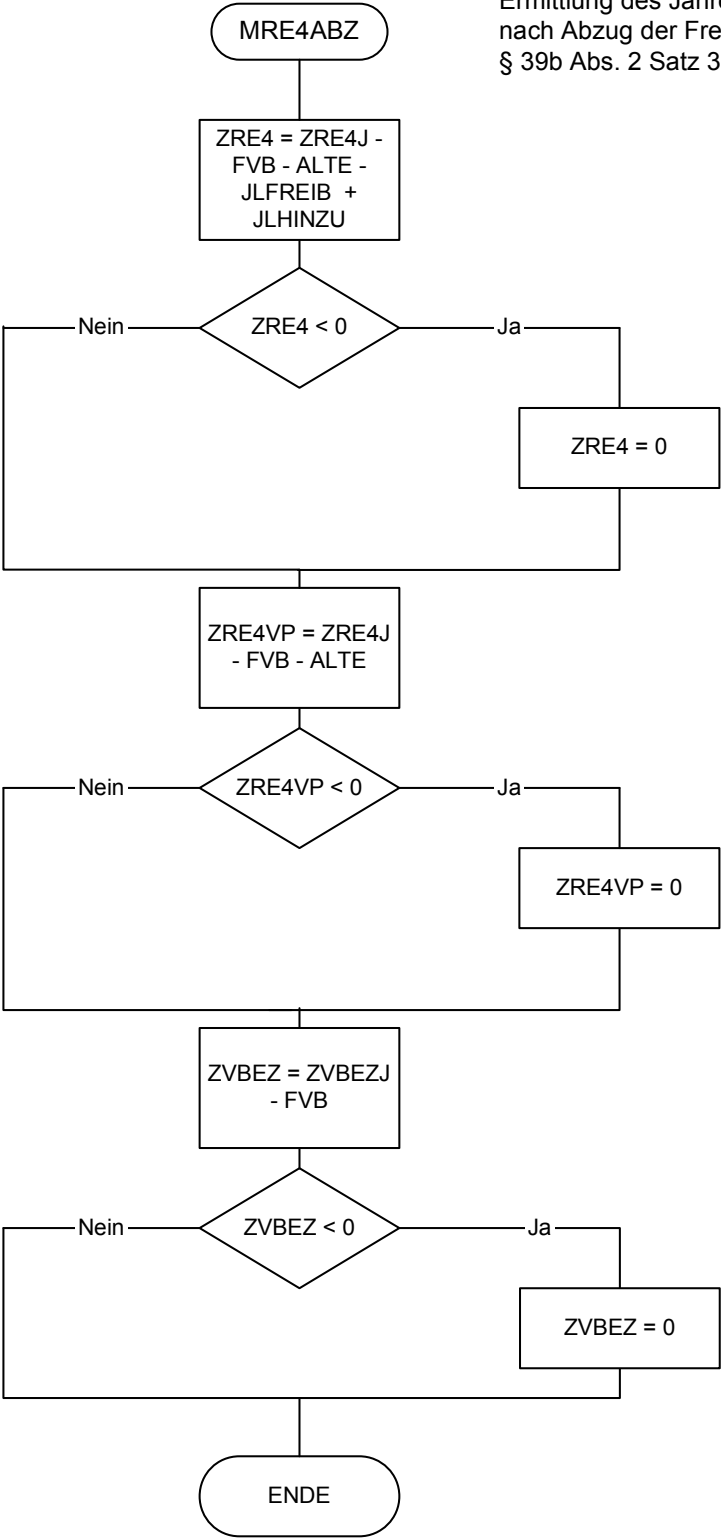 MRE4ABZ
Ermittlung des
nach Abzug der
§ 39b Abs. 2 Satz 3
ZRE4 = ZRE4J -
FVB - ALTE -
JLFREIB +
JLHINZU
Nein
ZRE4 < 0
Ja
ZRE4 = 0
ZRE4VP = ZRE4J
- FVB - ALTE
Nein
ZRE4VP < 0
Ja
ZRE4VP = 0
ZVBEZ = ZVBEZJ
- FVB
Nein
ZVBEZ < 0
Ja
ZVBEZ = 0
ENDE